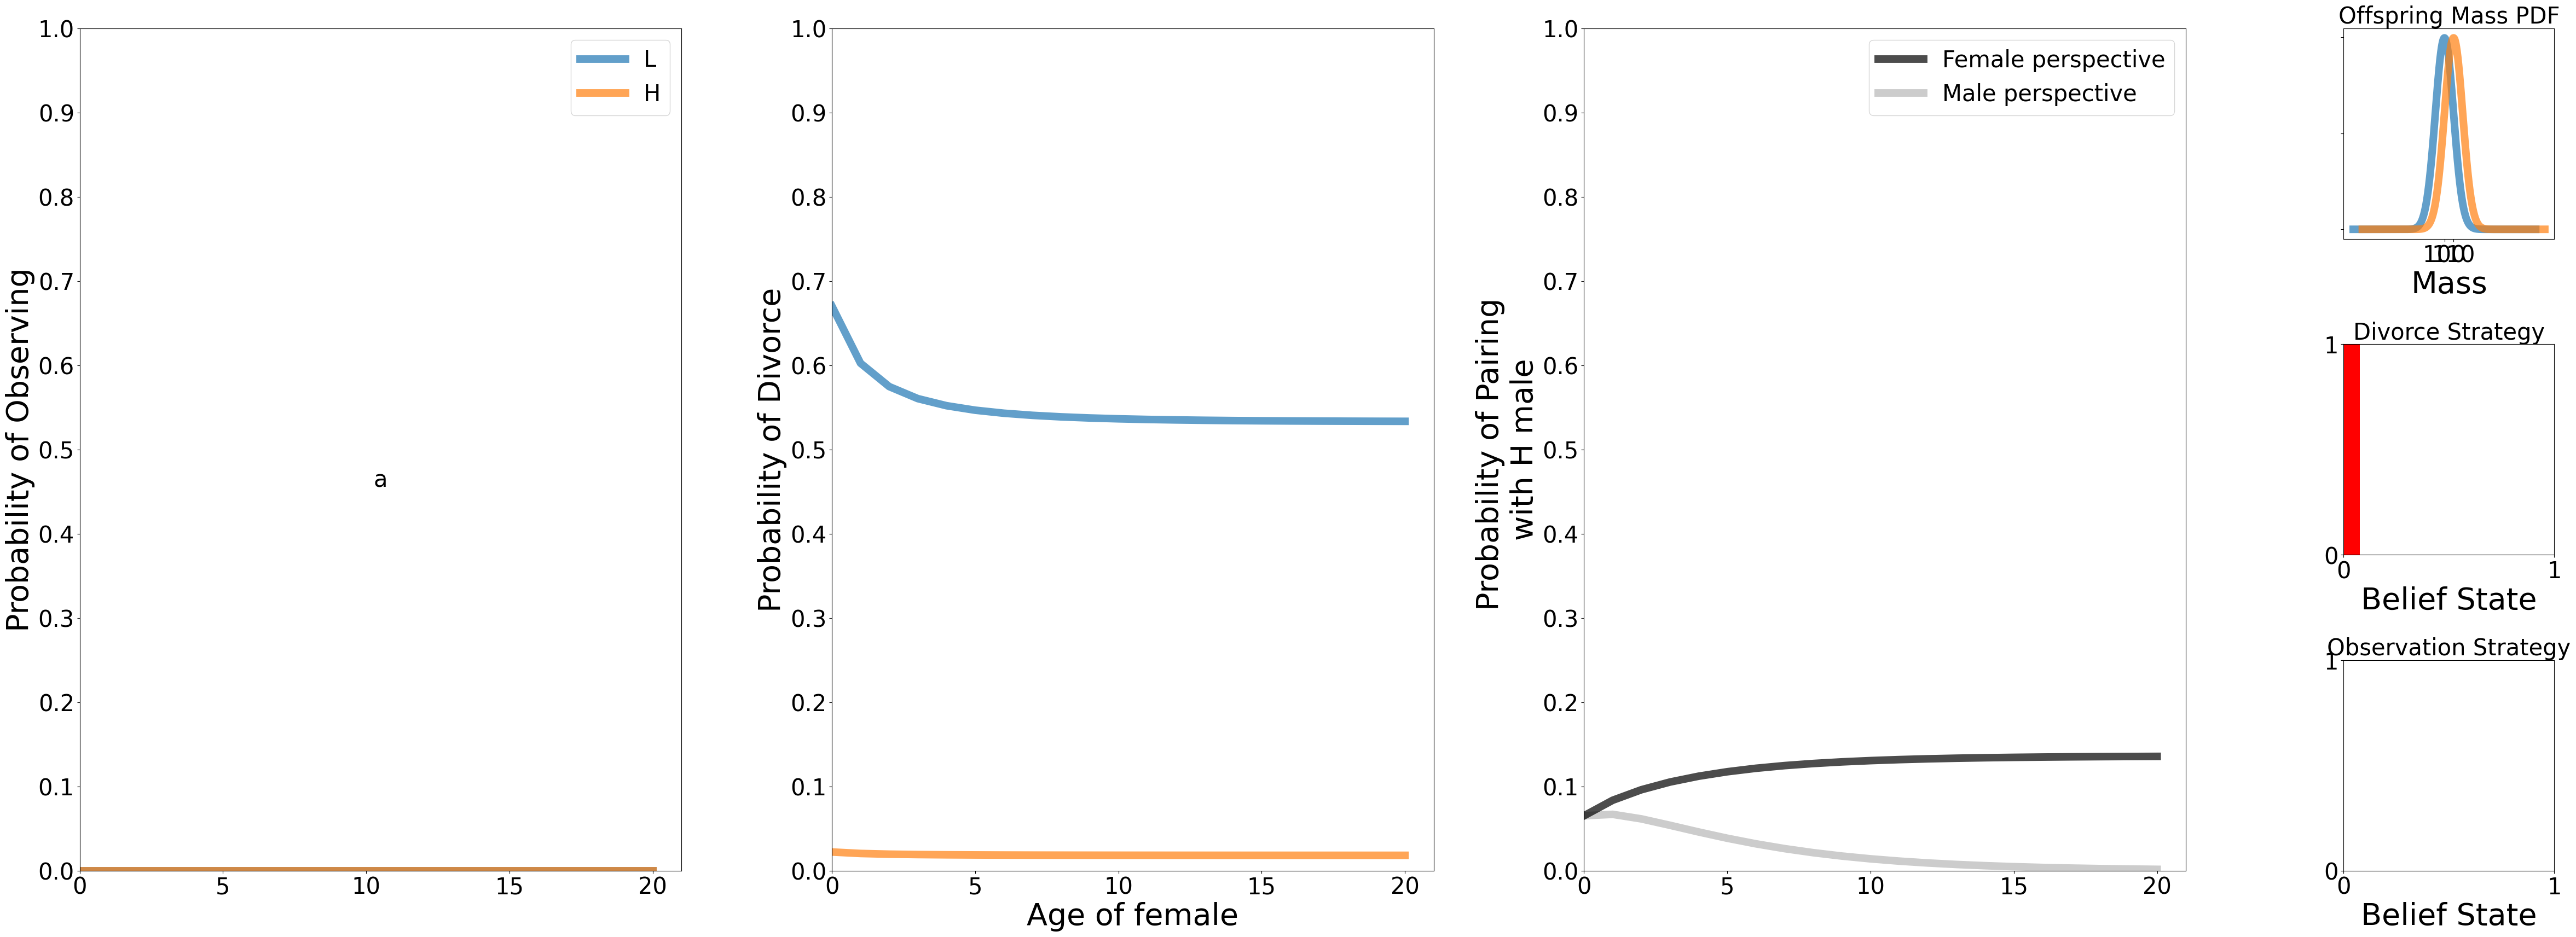 Probability of Observing
1.0
0.9
0.8
0.7
0.6
0.5
0.4
0.3
0.2
0.1
0.0
0 5 10 15 20
L
H
a
Probability of Divorce
1.0
0.9
0.8
0.7
0.6
0.5
0.4
0.3
0.2
0.1
0.0
0 5 10 15 20
Age of female
Probability of Pairing
with H male
1.0
0.9
0.8
0.7
0.6
0.5
0.4
0.3
0.2
0.1
0.0
0 5 10 15 20
Female perspective
Male perspective
Offspring Mass PDF
100 110
Mass
Divorce Strategy
1
0
0 1
Belief State
Observation Strategy
1
0
0 1
Belief State